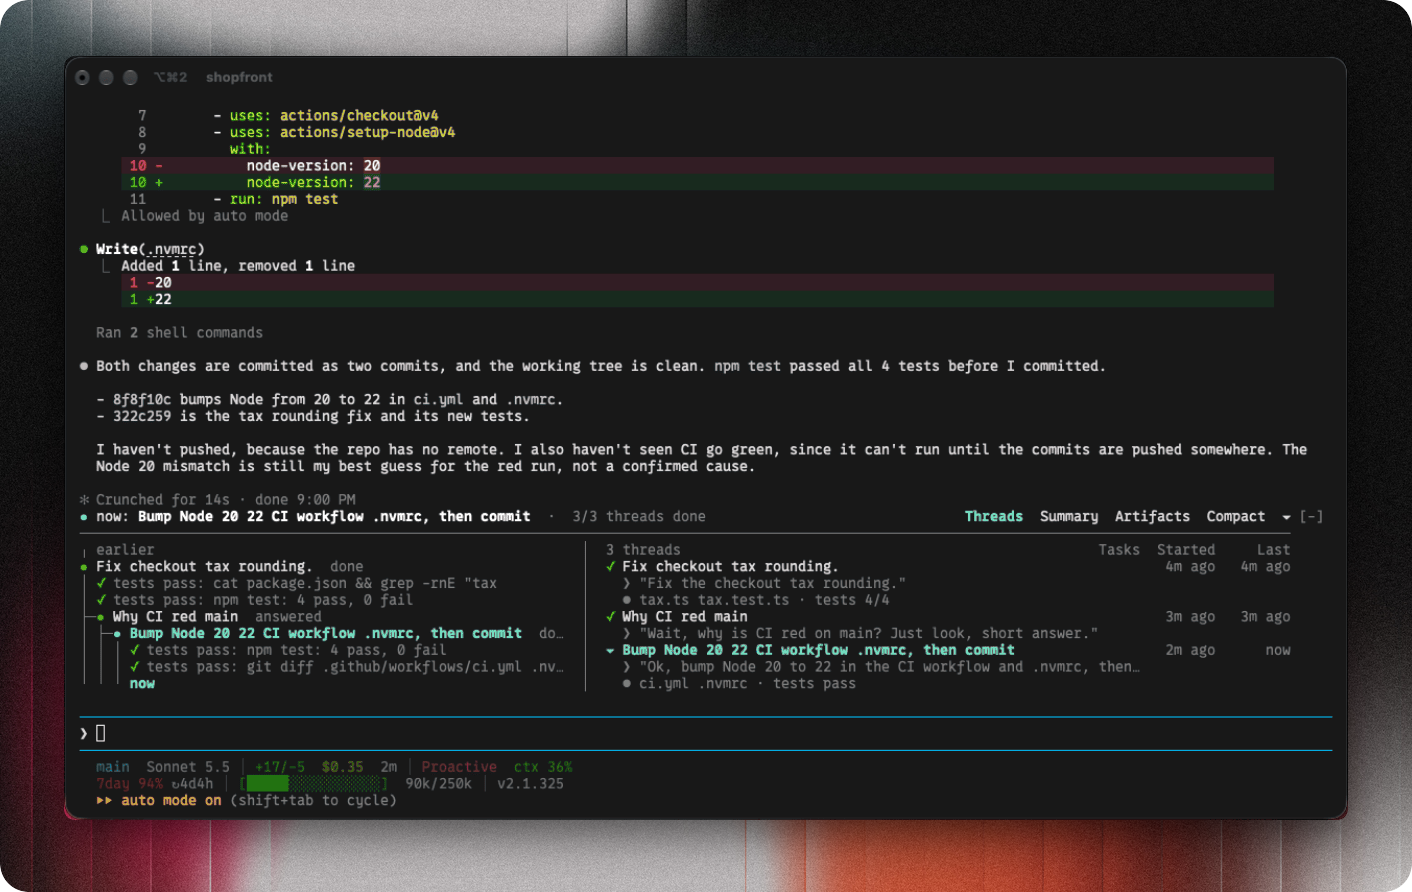 ⌥⌘2 shopfront
7 - uses: actions/checkout@v4
8 - uses: actions/setup-node@v4
9 with:
10 - node-version: 20
10 + node-version: 22
11 - run: npm test
Allowed by auto mode
Write(.nvmrc)
Added 1 line, removed 1 line
1 -20
1 +22
Ran 2 shell commands
Both changes are committed as two commits, and the working tree is clean. npm test passed all 4 tests before I committed.
- 8f8f10c bumps Node from 20 to 22 in ci.yml and .nvmrc.
- 322c259 is the tax rounding fix and its new tests.
I haven't pushed, because the repo has no remote. I also haven't seen CI go green, since it can't run until the commits are pushed somewhere. The
Node 20 mismatch is still my best guess for the red run, not a confirmed cause.
✻ Crunched for 14s · done 9:00 PM
● now: Bump Node 20 22 CI workflow .nvmrc, then commit · 3/3 threads done Threads Summary Artifacts Compact ▾ [-]
earlier
● Fix checkout tax rounding. done
✓ tests pass: cat package.json && grep -rnE "tax
✓ tests pass: npm test: 4 pass, 0 fail
● Why CI red main answered
● Bump Node 20 22 CI workflow .nvmrc, then commit do…
✓ tests pass: npm test: 4 pass, 0 fail
✓ tests pass: git diff .github/workflows/ci.yml .nv…
now
3 threads Tasks Started Last
✓ Fix checkout tax rounding. 4m ago 4m ago
❯ "Fix the checkout tax rounding."
● tax.ts tax.test.ts · tests 4/4
✓ Why CI red main 3m ago 3m ago
❯ "Wait, why is CI red on main? Just look, short answer."
▾ Bump Node 20 22 CI workflow .nvmrc, then commit 2m ago now
❯ "Ok, bump Node 20 to 22 in the CI workflow and .nvmrc, then…
● ci.yml .nvmrc · tests pass
❯
main Sonnet 5.5 | +17/-5 $0.35 2m | Proactive ctx 36%
7day 94% ↻4d4h | [ ] 90k/250k | v2.1.325
▸▸ auto mode on (shift+tab to cycle)